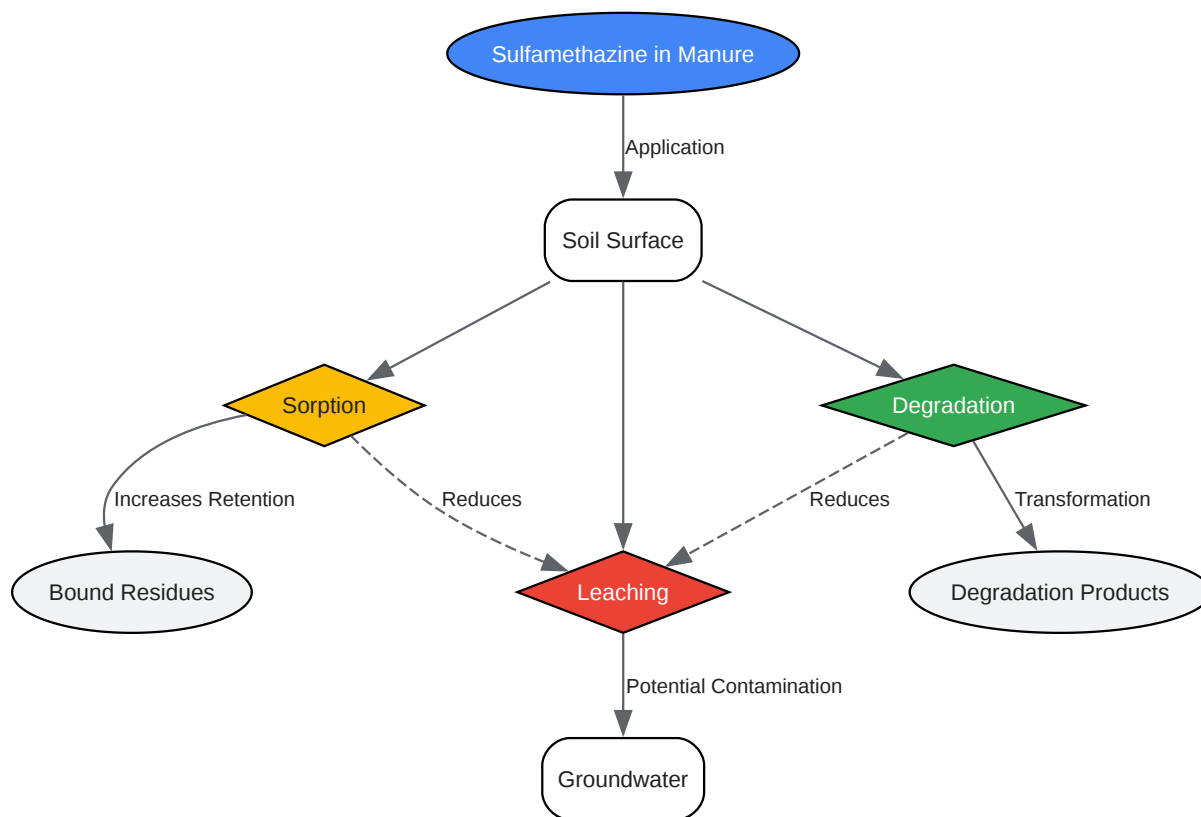 Sulfamethazine in Manure
Application
Soil Surface
Sorption
Degradation
Increases Retention
Reduces
Reduces
Transformation
Bound Residues
Leaching
Degradation Products
Potential Contamination
Groundwater